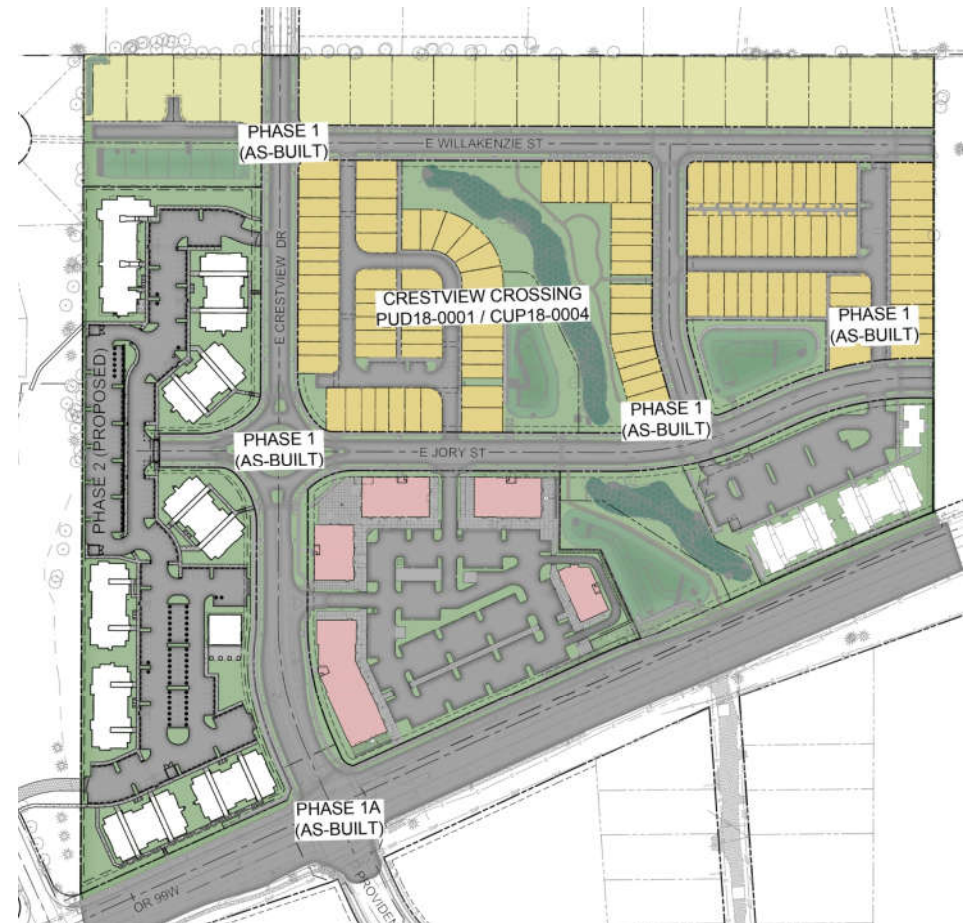 PHASE 1
(AS-BUILT)
E WILLAKENZIE ST
E CRESTVIEW DR
CRESTVIEW CROSSING
PUD18-0001 / CUP18-0004
PHASE 1
(AS-BUILT)
PHASE 2 (PROPOSED)
PHASE 1
(AS-BUILT)
PHASE 1
(AS-BUILT)
E JORY ST
PHASE 1A
(AS-BUILT)
OR 99W
PROVIDEN